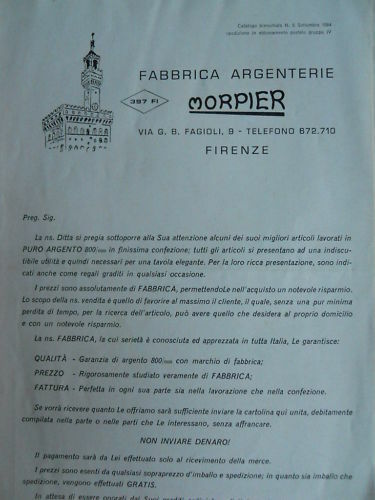 Catalogo bimestrale N. 5 Settembre 1964
spedizione in abbonamento postale gruppo IV
FABBRICA ARGENTERIE
397 FI
MORPIER
VIA G. B. FAGIOLI, 9 - TELEFONO 672.710
FIRENZE
Preg. Sig.
La ns. Ditta si pregia sottoporre alla Sua attenzione alcuni dei suoi migliori articoli lavorati in
PURO ARGENTO 800/000 in finissima confezione; tutti gli articoli si presentano ad una indiscu-
tibile utilità e quindi necessari per una tavola elegante. Per la loro ricca presentazione, sono indi-
cati anche come regali graditi in qualsiasi occasione.
I prezzi sono assolutamente di FABBRICA, permettendole nell'acquisto un notevole risparmio.
Lo scopo della ns. vendita è quello di favorire al massimo il cliente, il quale, senza una pur minima
perdita di tempo, per la ricerca dell'articolo, può avere quello che desidera al proprio domicilio
e con un notevole risparmio.
La ns. FABBRICA, la cui serietà è conosciuta ed apprezzata in tutta Italia, Le garantisce:
QUALITÀ - Garanzia di argento 800/000 con marchio di fabbrica;
PREZZO - Rigorosamente studiato veramente di FABBRICA;
FATTURA - Perfetta in ogni sua parte sia nella lavorazione che nella confezione.
Se vorrà ricevere quanto Le offriamo sarà sufficiente inviare la cartolina qui unita, debitamente
compilata nella parte o nelle parti che Le interessano, senza affrancare.
NON INVIARE DENARO!
Il pagamento sarà da Lei effettuato solo al ricevimento della merce.
I prezzi sono esenti da qualsiasi sopraprezzo d'imballo e spedizione; in quanto sia imballo che
spedizione, vengono effettuati GRATIS.
In attesa di essere onorati dei Suoi graditi